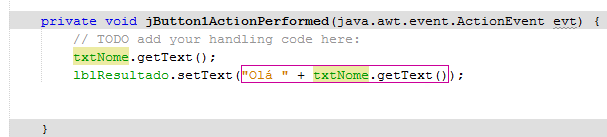 private void jButton1ActionPerformed(java.awt.event.ActionEvent evt) {
// TODO add your handling code here:
txtNome.getText();
lblResultado.setText("Olá " + txtNome.getText());
}